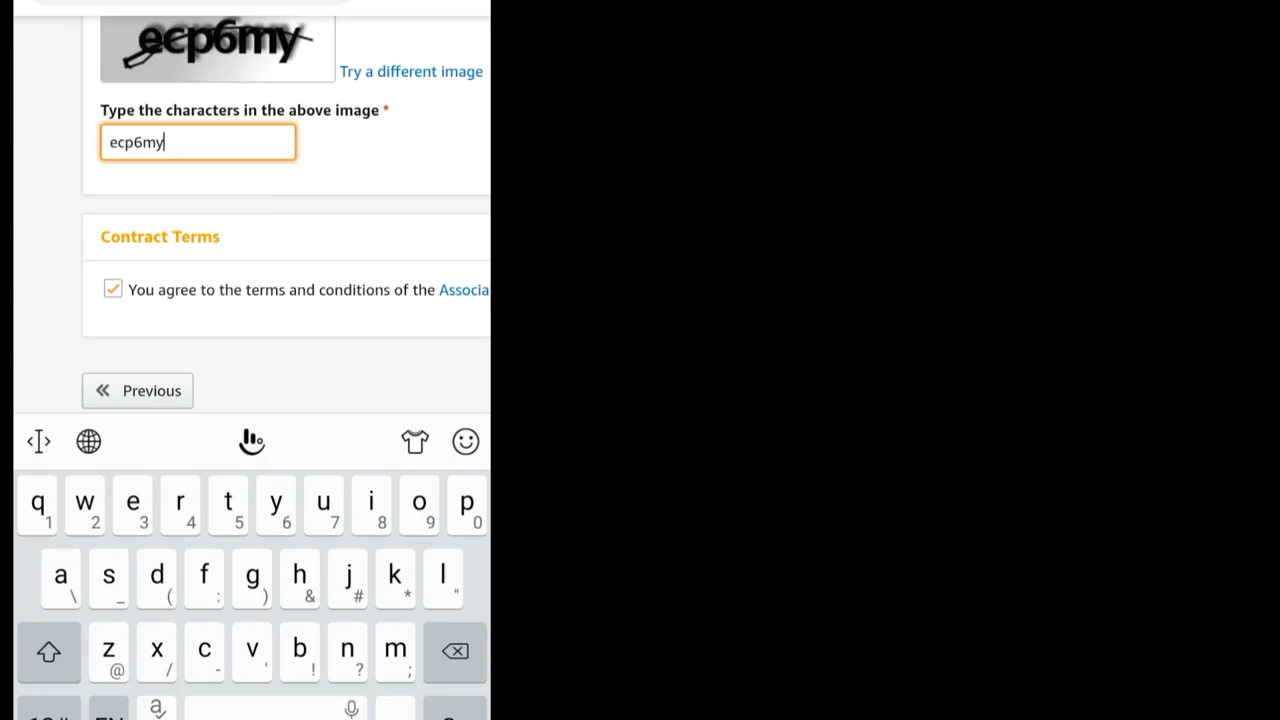 ecp6my
Try a different image
Type the characters in the above image *
ecp6my
Contract Terms
You agree to the terms and conditions of the Associa
Previous
q w e r t y u i o p
1 2 3 4 5 6 7 8 9 0
a s d f g h j k l
\ _ ( : ) & # * "
z x c v b n m
@ / - ' ! ? ;